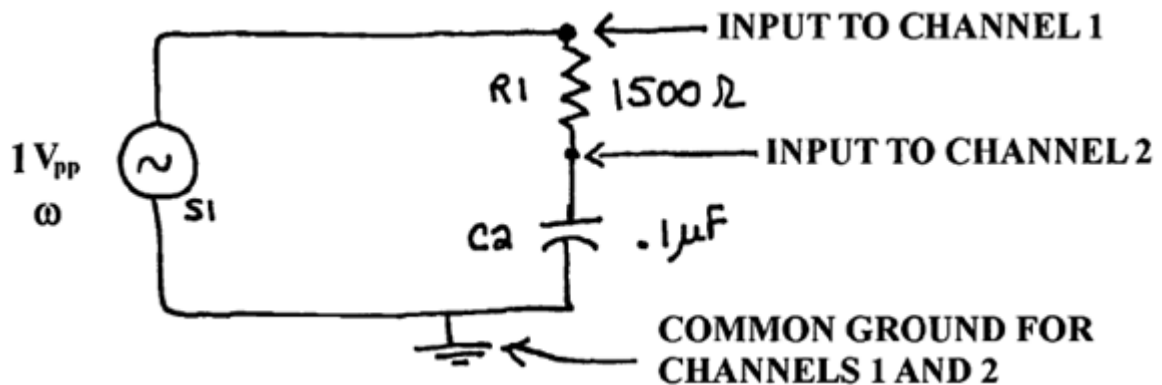 INPUT TO CHANNEL 1
R1 1500 Ω
1 Vpp
ω
S1
INPUT TO CHANNEL 2
C2 .1μF
COMMON GROUND FOR
CHANNELS 1 AND 2